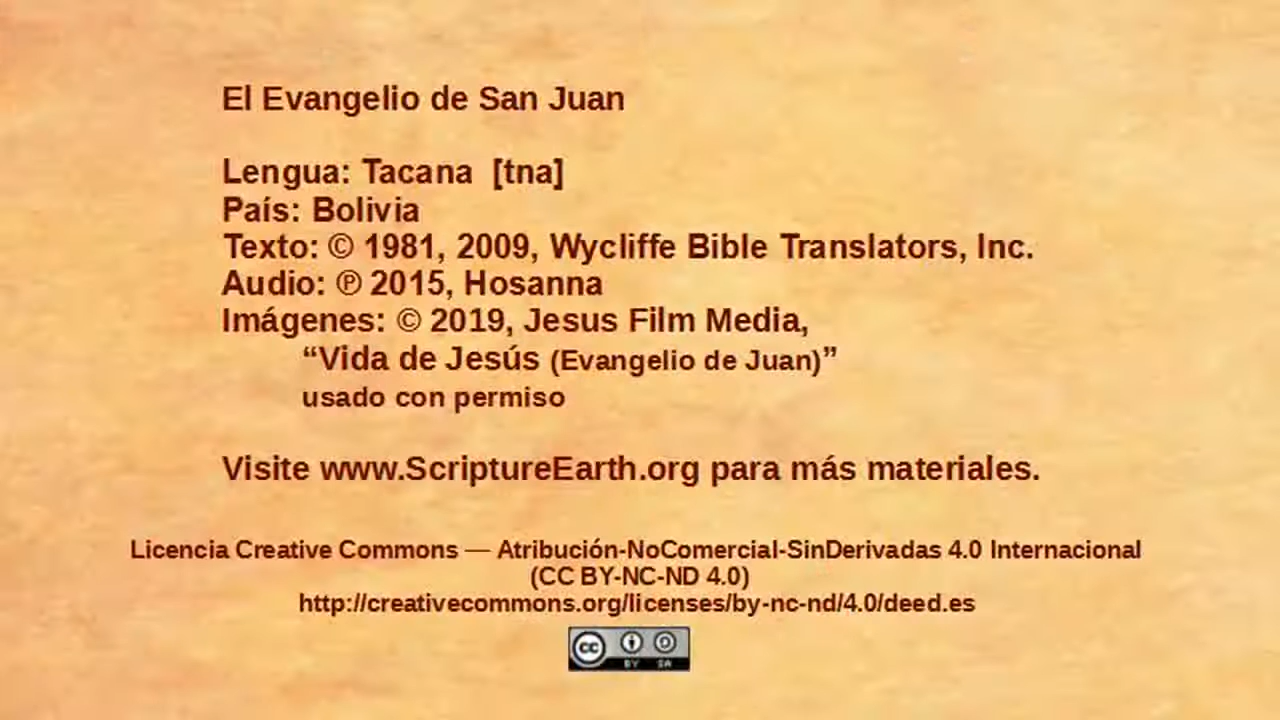 El Evangelio de San Juan
Lengua: Tacana [tna]
País: Bolivia
Texto: © 1981, 2009, Wycliffe Bible Translators, Inc.
Audio: ℗ 2015, Hosanna
Imágenes: © 2019, Jesus Film Media,
“Vida de Jesús (Evangelio de Juan)”
usado con permiso
Visite www.ScriptureEarth.org para más materiales.
Licencia Creative Commons — Atribución-NoComercial-SinDerivadas 4.0 Internacional
(CC BY-NC-ND 4.0)
http://creativecommons.org/licenses/by-nc-nd/4.0/deed.es
cc BY SA